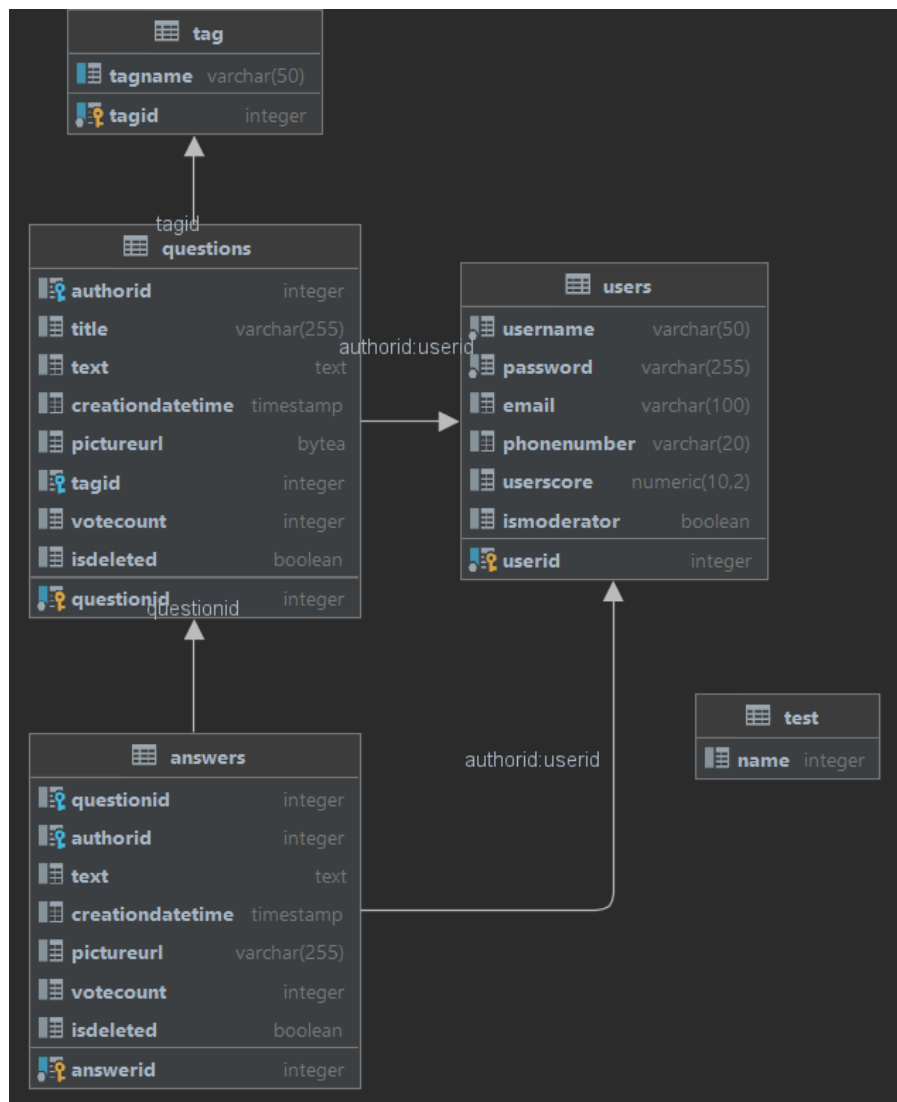 tag
tagname varchar(50)
tagid integer
tagid
questions
authorid integer
title varchar(255)
text text
creationdatetime timestamp
pictureurl bytea
tagid integer
votecount integer
isdeleted boolean
questionid integer
authorid:userid
users
username varchar(50)
password varchar(255)
email varchar(100)
phonenumber varchar(20)
userscore numeric(10,2)
ismoderator boolean
userid integer
questionid
answers
questionid integer
authorid integer
text text
creationdatetime timestamp
pictureurl varchar(255)
votecount integer
isdeleted boolean
answerid integer
authorid:userid
test
name integer